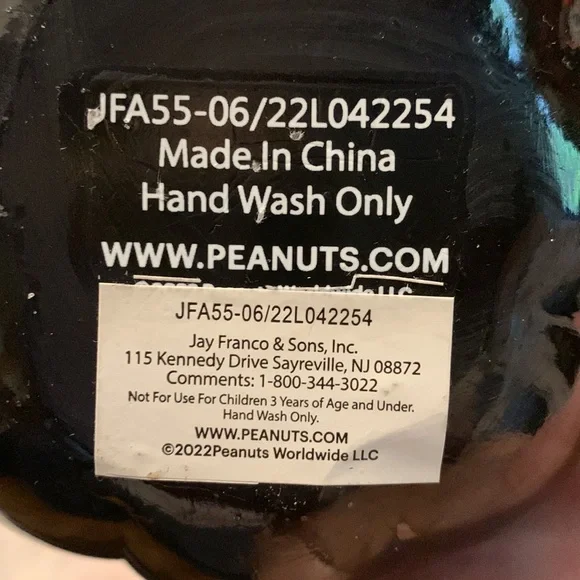 JFA55-06/22L042254
Made In China
Hand Wash Only
WWW.PEANUTS.COM
JFA55-06/22L042254
Jay Franco & Sons, Inc.
115 Kennedy Drive Sayreville, NJ 08872
Comments: 1-800-344-3022
Not For Use For Children 3 Years of Age and Under.
Hand Wash Only.
WWW.PEANUTS.COM
©2022Peanuts Worldwide LLC